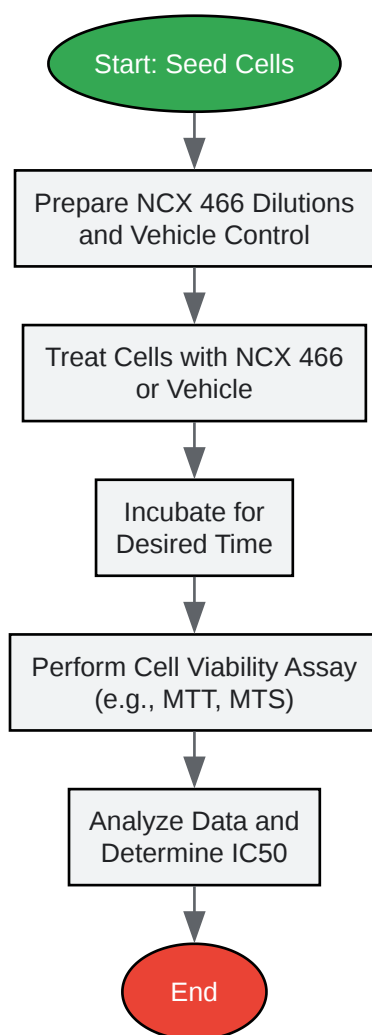 Start: Seed Cells
Prepare NCX 466 Dilutions
and Vehicle Control
Treat Cells with NCX 466
or Vehicle
Incubate for
Desired Time
Perform Cell Viability Assay
(e.g., MTT, MTS)
Analyze Data and
Determine IC50
End